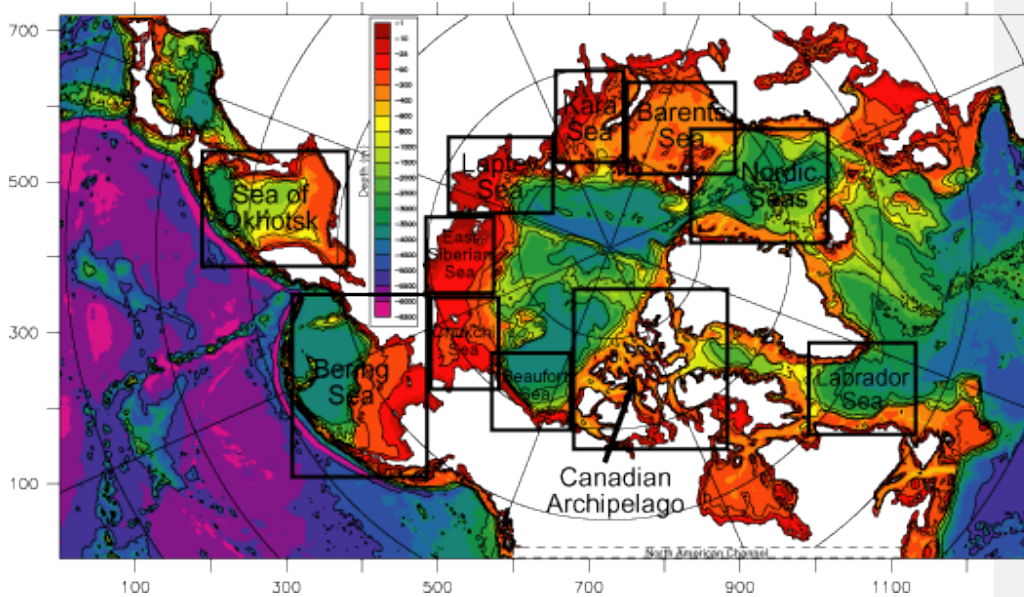 700
500
300
100
Kara
Sea
Barents
Sea
Laptev
Sea
Nordic
Seas
Sea of
Okhotsk
East
Siberian
Sea
Chukchi
Sea
Bering
Sea
Beaufort
Sea
Labrador
Sea
Canadian
Archipelago
North American Channel
100
300
500
700
900
1100